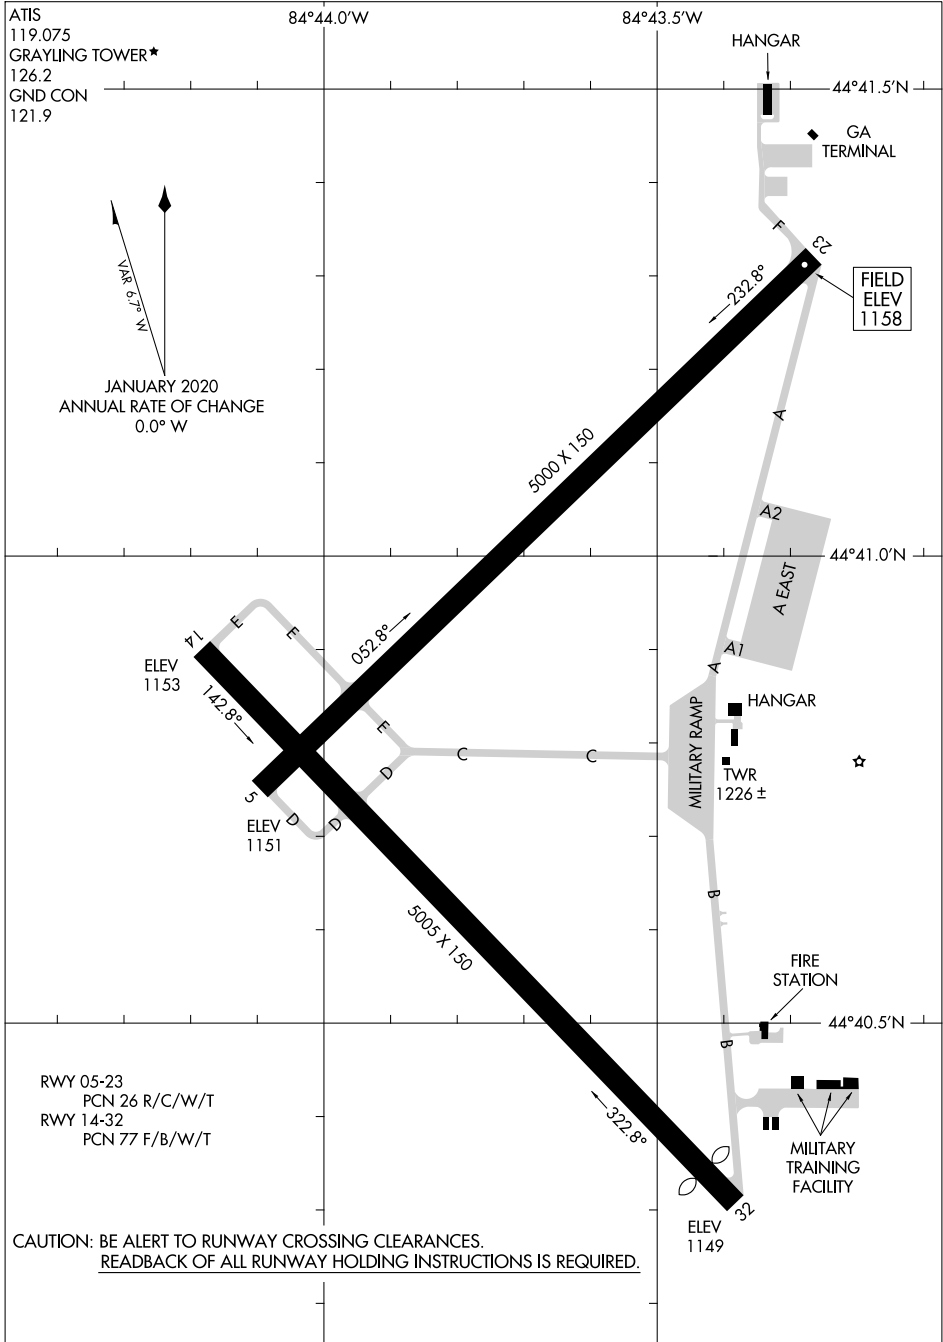 ATIS
119.075
GRAYLING TOWER★
126.2
GND CON
121.9
84°44.0'W
84°43.5'W
HANGAR
44°41.5'N
GA
TERMINAL
F
23
FIELD
ELEV
1158
232.8°
VAR 6.7° W
JANUARY 2020
ANNUAL RATE OF CHANGE
0.0° W
A
5000 X 150
A2
44°41.0'N
A EAST
E
E
14
052.8°
A1
A
ELEV
1153
142.8°
HANGAR
MILITARY RAMP
E
C
C
D
TWR
1226 ±
5
D
D
ELEV
1151
B
5005 X 150
FIRE
STATION
44°40.5'N
B
RWY 05-23
PCN 26 R/C/W/T
RWY 14-32
PCN 77 F/B/W/T
322.8°
MILITARY
TRAINING
FACILITY
32
ELEV
1149
CAUTION: BE ALERT TO RUNWAY CROSSING CLEARANCES.
READBACK OF ALL RUNWAY HOLDING INSTRUCTIONS IS REQUIRED.